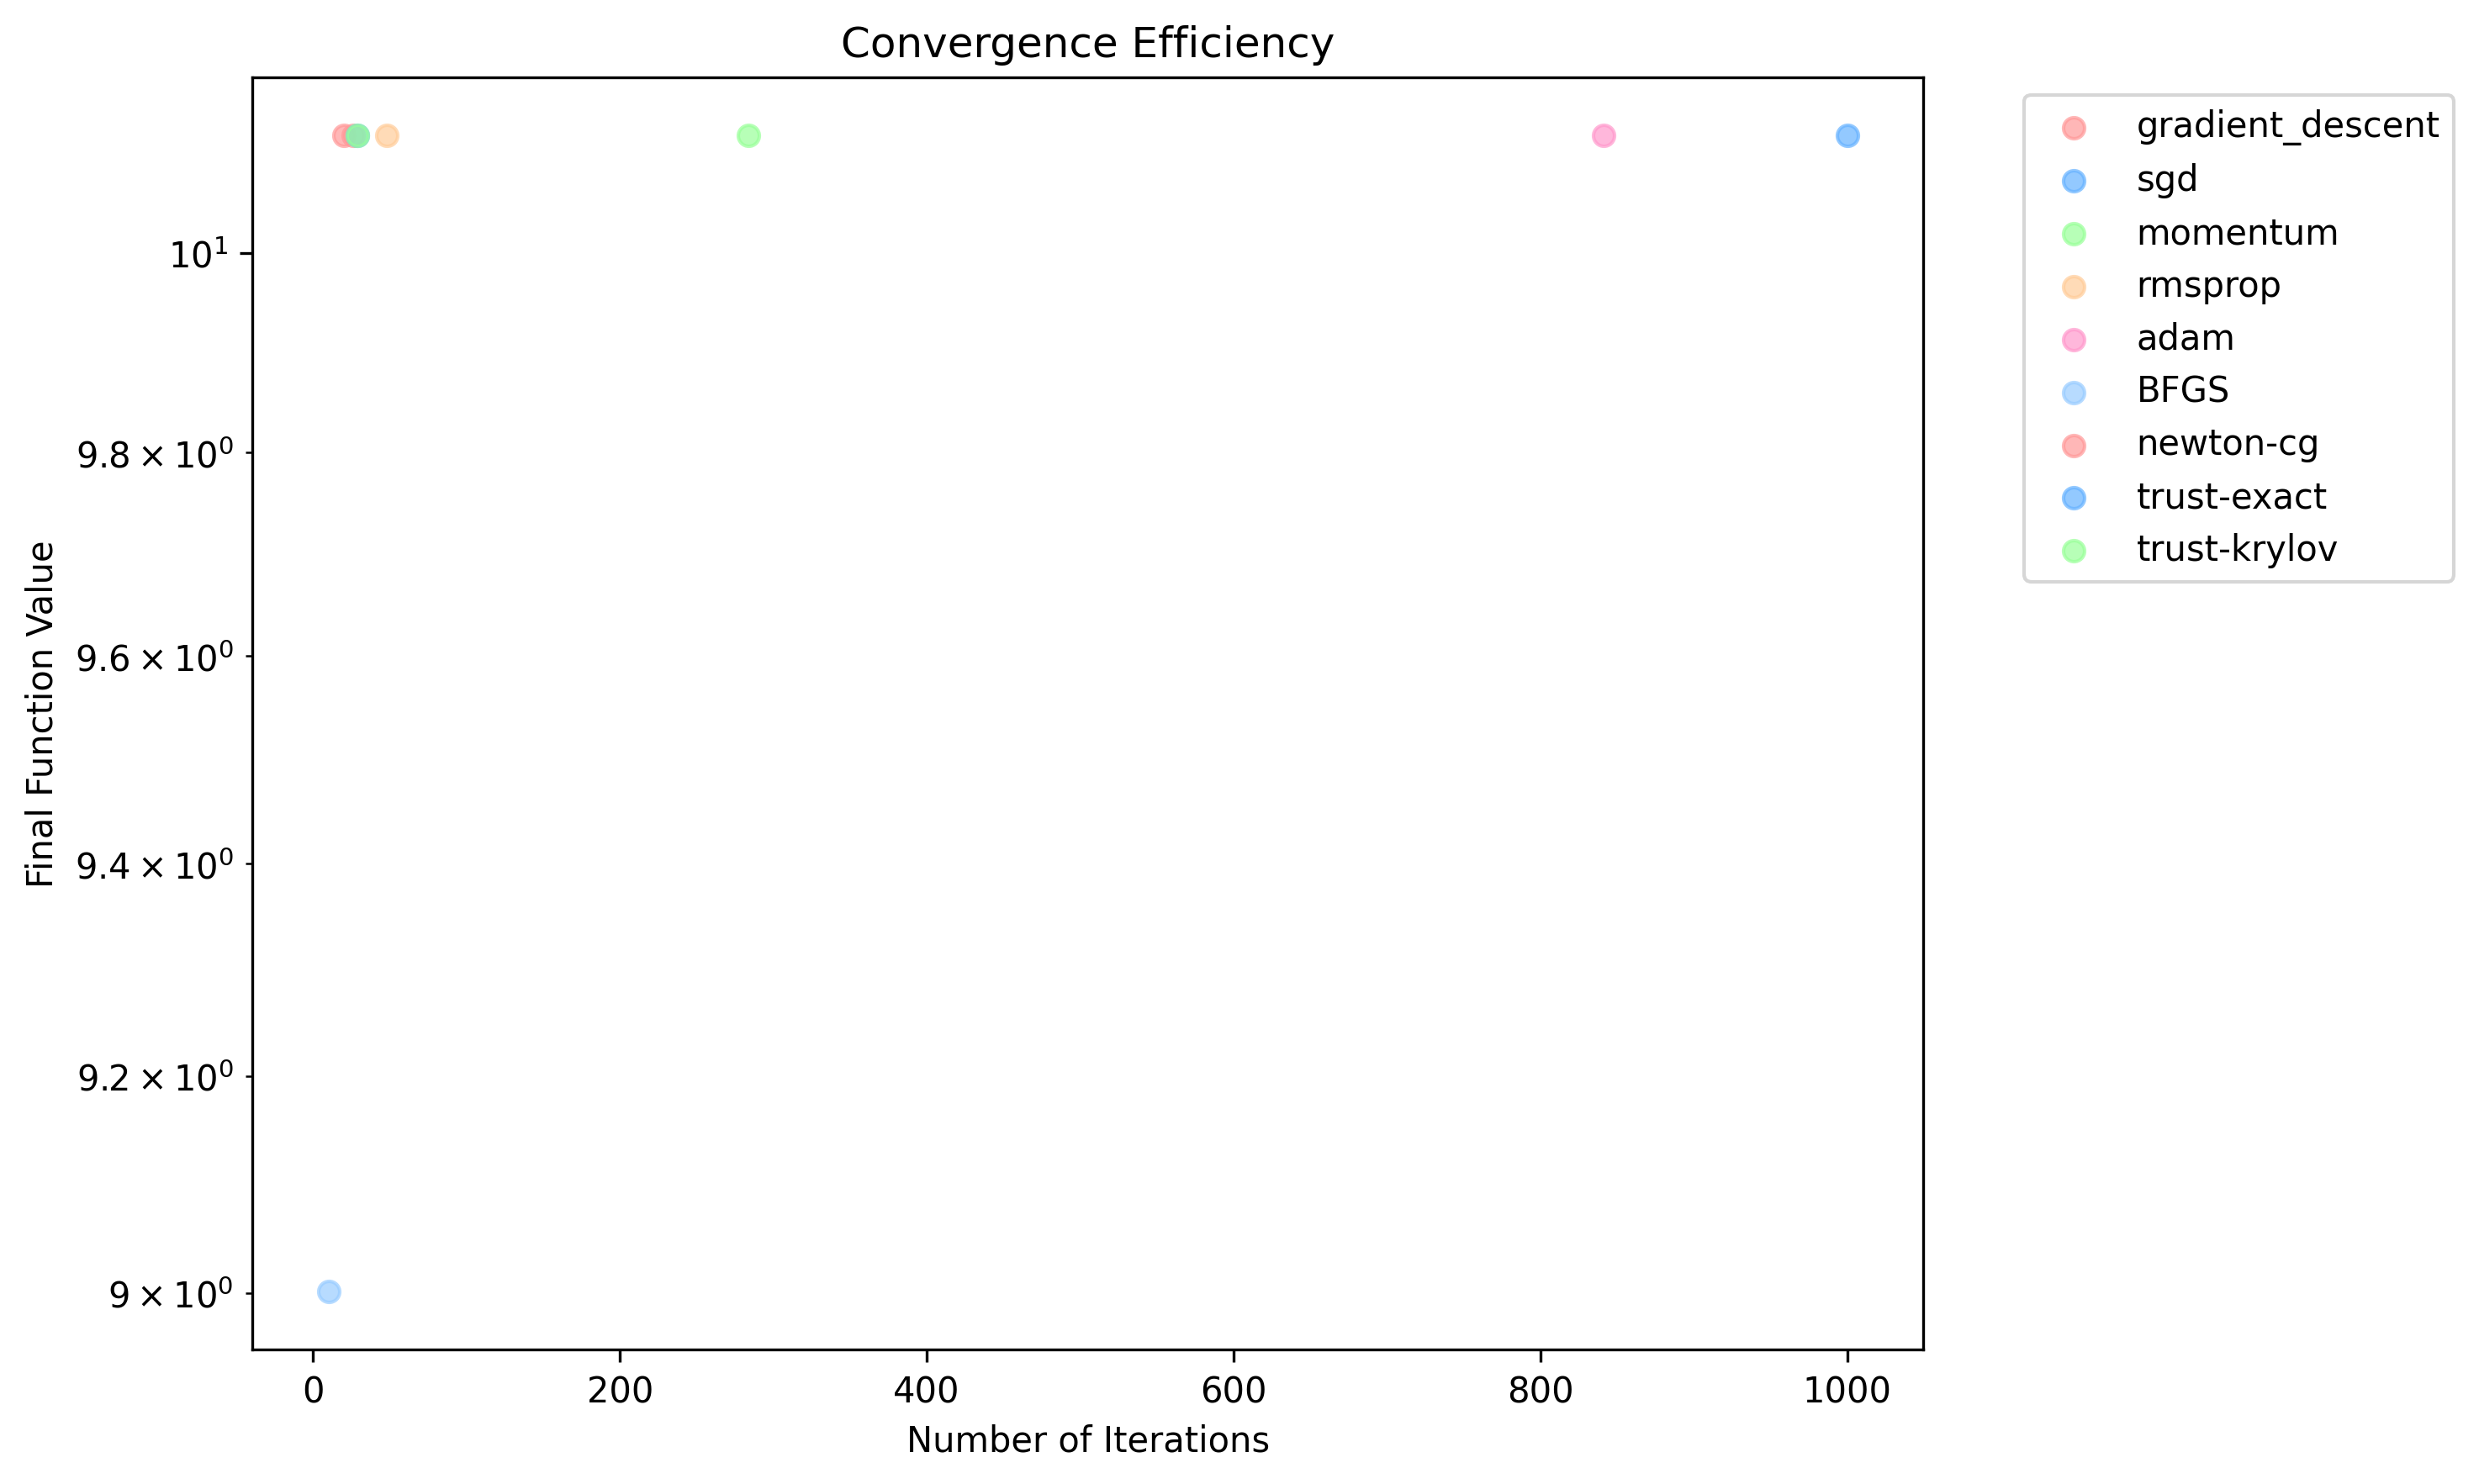 Convergence Efficiency
Final Function Value
10¹
9.8 × 10⁰
9.6 × 10⁰
9.4 × 10⁰
9.2 × 10⁰
9 × 10⁰
0 200 400 600 800 1000
Number of Iterations
gradient_descent
sgd
momentum
rmsprop
adam
BFGS
newton-cg
trust-exact
trust-krylov